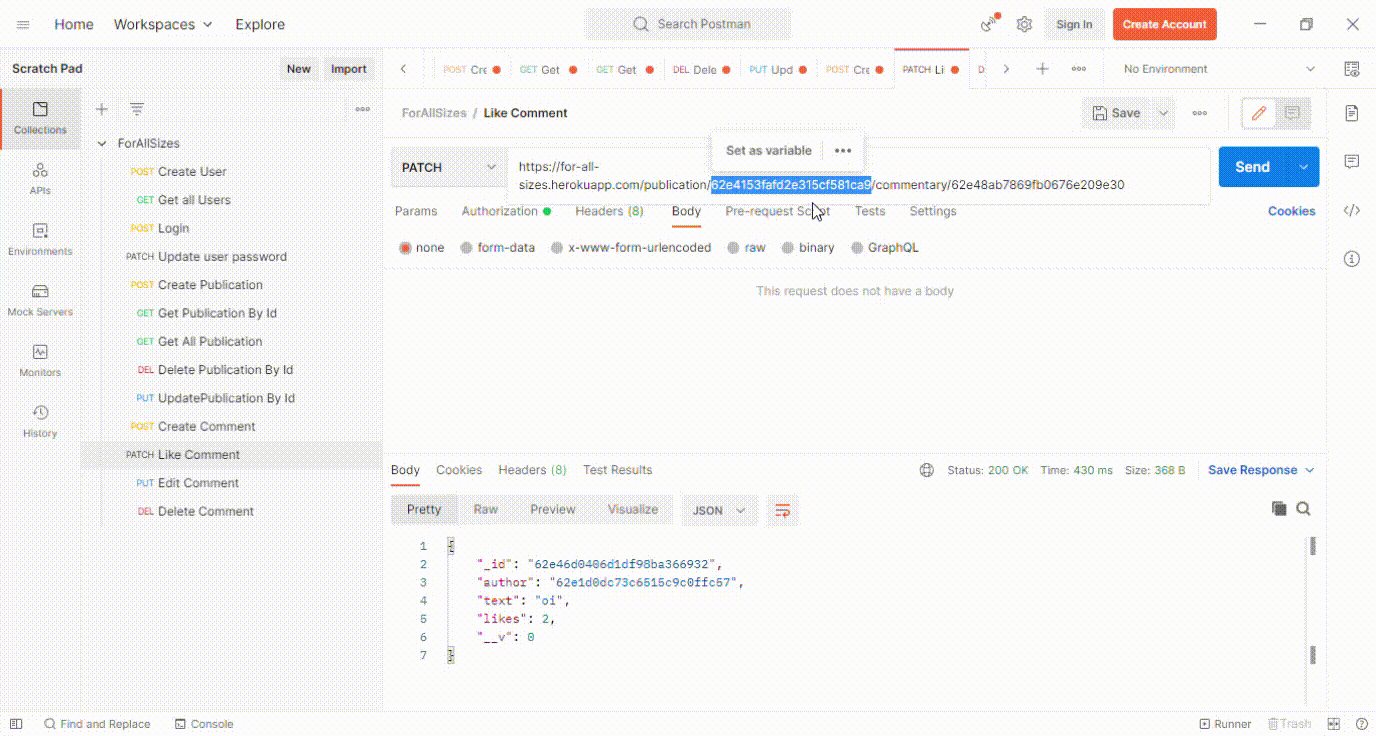 Home Workspaces Explore Search Postman Sign In Create Account
Scratch Pad New Import POST Cre GET Get GET Get DEL Dele PUT Upd POST Cre PATCH Li D No Environment
Collections
APIs
Environments
Mock Servers
Monitors
History
ForAllSizes
POST Create User
GET Get all Users
POST Login
PATCH Update user password
POST Create Publication
GET Get Publication By Id
GET Get All Publication
DEL Delete Publication By Id
PUT UpdatePublication By Id
POST Create Comment
PATCH Like Comment
PUT Edit Comment
DEL Delete Comment
ForAllSizes / Like Comment Save
Set as variable
PATCH https://for-all-
sizes.herokuapp.com/publication/62e4153fafd2e315cf581ca9/commentary/62e48ab7869fb0676e209e30
Send
Params Authorization Headers (8) Body Pre-request Script Tests Settings Cookies
none form-data x-www-form-urlencoded raw binary GraphQL
This request does not have a body
Body Cookies Headers (8) Test Results Status: 200 OK Time: 430 ms Size: 368 B Save Response
Pretty Raw Preview Visualize JSON
1 {
2 "_id": "62e46d0406d1df98ba366932",
3 "author": "62e1d0dc73c6515c9c0ffc57",
4 "text": "oi",
5 "likes": 2,
6 "__v": 0
7 }
Find and Replace Console Runner Trash